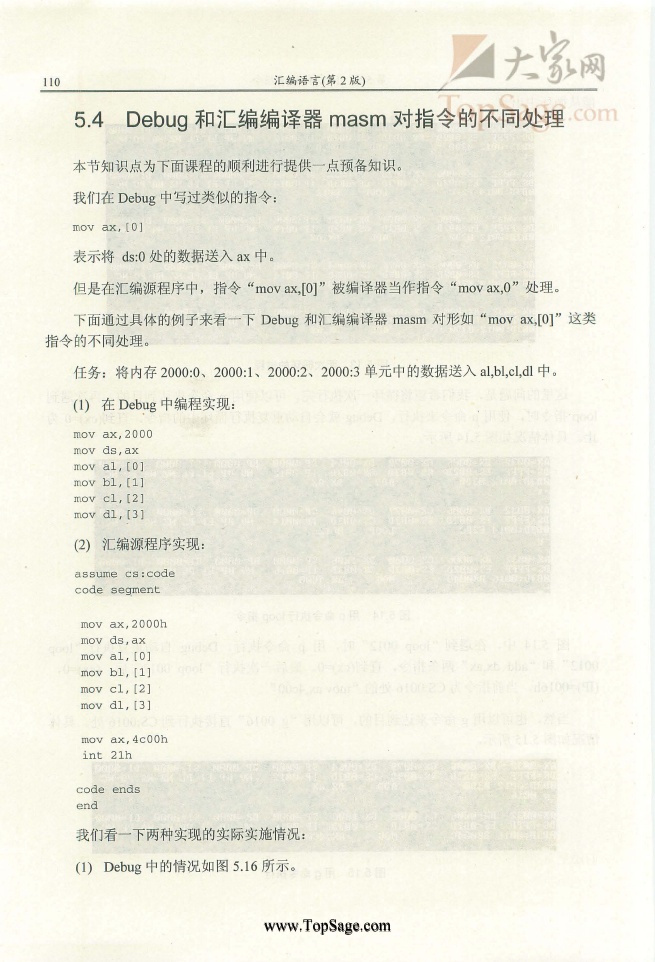 大家网
TopSage.com
110
汇编语言(第 2 版)
5.4 Debug 和汇编编译器 masm 对指令的不同处理
本节知识点为下面课程的顺利进行提供一点预备知识。
我们在 Debug 中写过类似的指令：
mov ax,[0]
表示将 ds:0 处的数据送入 ax 中。
但是在汇编源程序中，指令“mov ax,[0]”被编译器当作指令“mov ax,0”处理。
下面通过具体的例子来看一下 Debug 和汇编编译器 masm 对形如“mov ax,[0]”这类
指令的不同处理。
任务：将内存 2000:0、2000:1、2000:2、2000:3 单元中的数据送入 al,bl,cl,dl 中。
(1) 在 Debug 中编程实现：
mov ax,2000
mov ds,ax
mov al,[0]
mov bl,[1]
mov cl,[2]
mov dl,[3]
(2) 汇编源程序实现：
assume cs:code
code segment
mov ax,2000h
mov ds,ax
mov al,[0]
mov bl,[1]
mov cl,[2]
mov dl,[3]
mov ax,4c00h
int 21h
code ends
end
我们看一下两种实现的实际实施情况：
(1) Debug 中的情况如图 5.16 所示。
www.TopSage.com